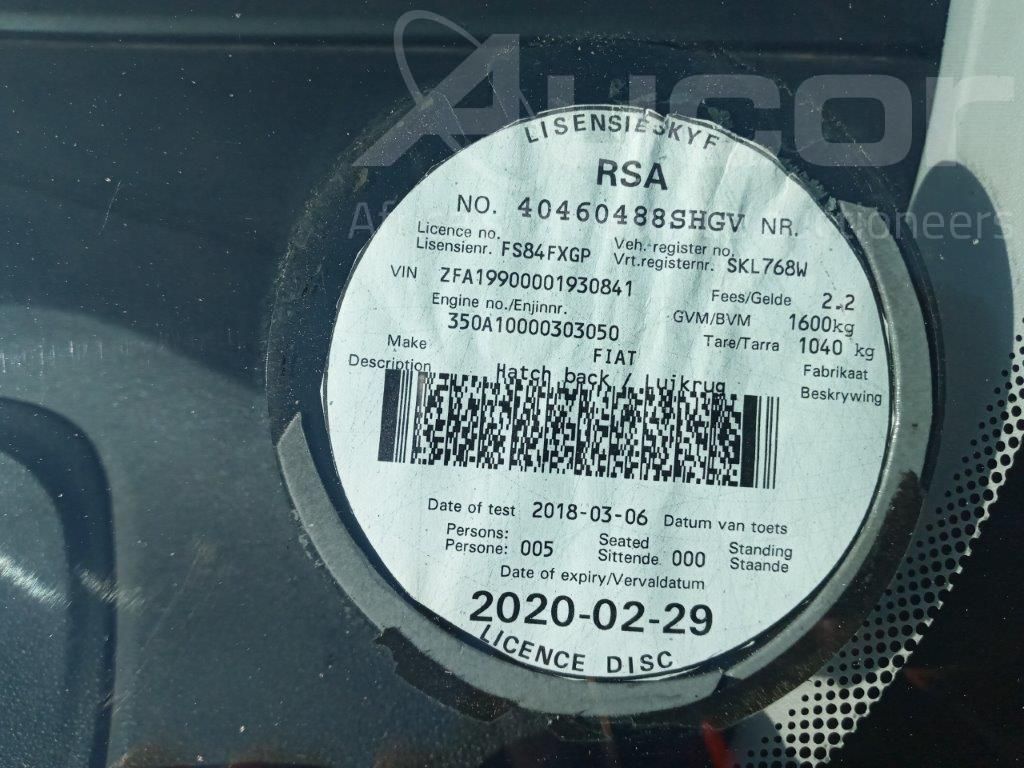 Aucor
LISENSIESKYF
RSA
NO. 40460488SHGV NR.
Licence no. Veh. register no.
Lisensienr. FS84FXGP Vrt.registernr. SKL768W
VIN ZFA19900001930841 Fees/Gelde 2.2
Engine no./Enjinnr. GVM/BVM 1600kg
350A10000303050 Tare/Tarra 1040 kg
Make FIAT Fabrikaat
Description Hatch back / Luikrug Beskrywing
Date of test 2018-03-06 Datum van toets
Persons: Seated Standing
Persone: 005 Sittende 000 Staande
Date of expiry/Vervaldatum
2020-02-29
LICENCE DISC